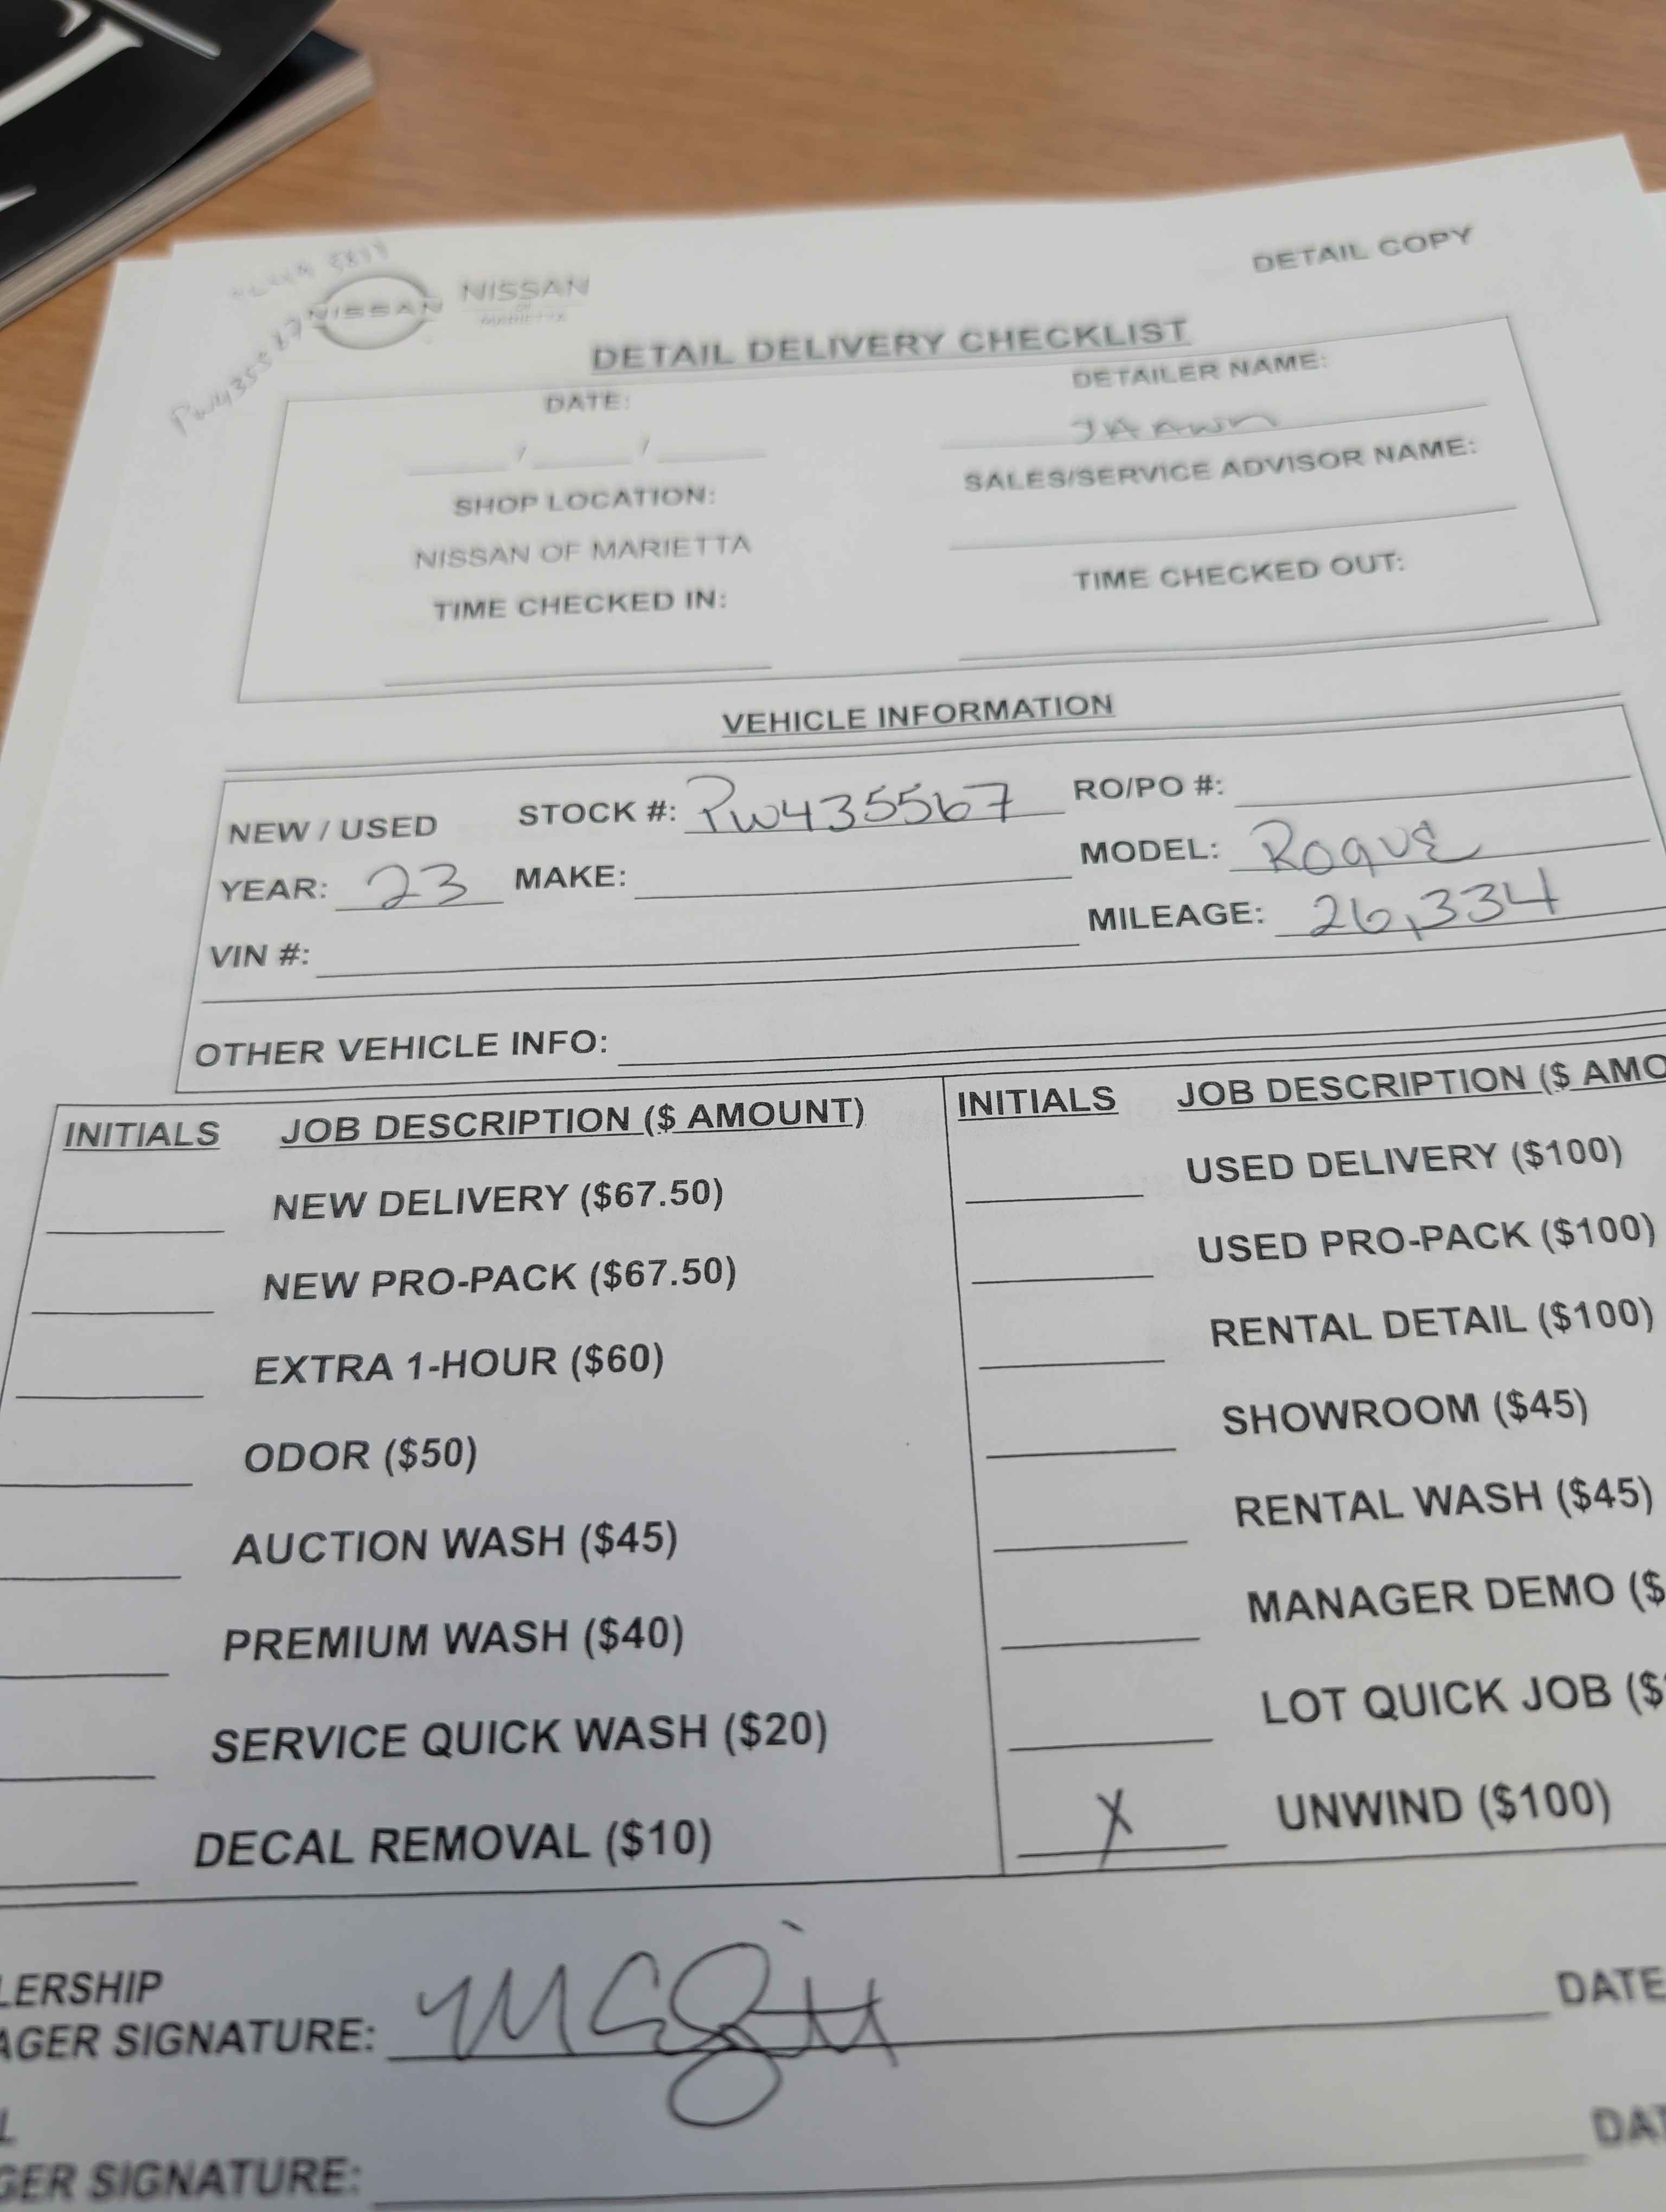 DETAIL COPY
NISSAN NISSAN
OF
MARIETTA
DETAIL DELIVERY CHECKLIST
DATE: DETAILER NAME:
/ /
SHOP LOCATION: SALES/SERVICE ADVISOR NAME:
NISSAN OF MARIETTA
TIME CHECKED IN: TIME CHECKED OUT:
VEHICLE INFORMATION
NEW / USED STOCK #: PW435567 RO/PO #:
YEAR: 23 MAKE: MODEL: Rogue
VIN #: MILEAGE: 26,334
OTHER VEHICLE INFO:
INITIALS JOB DESCRIPTION ($ AMOUNT) INITIALS JOB DESCRIPTION ($ AMO
NEW DELIVERY ($67.50) USED DELIVERY ($100)
NEW PRO-PACK ($67.50) USED PRO-PACK ($100)
EXTRA 1-HOUR ($60) RENTAL DETAIL ($100)
ODOR ($50) SHOWROOM ($45)
AUCTION WASH ($45) RENTAL WASH ($45)
PREMIUM WASH ($40) MANAGER DEMO ($
SERVICE QUICK WASH ($20) LOT QUICK JOB ($
DECAL REMOVAL ($10) X UNWIND ($100)
LERSHIP
AGER SIGNATURE: DATE
L
GER SIGNATURE: DAT